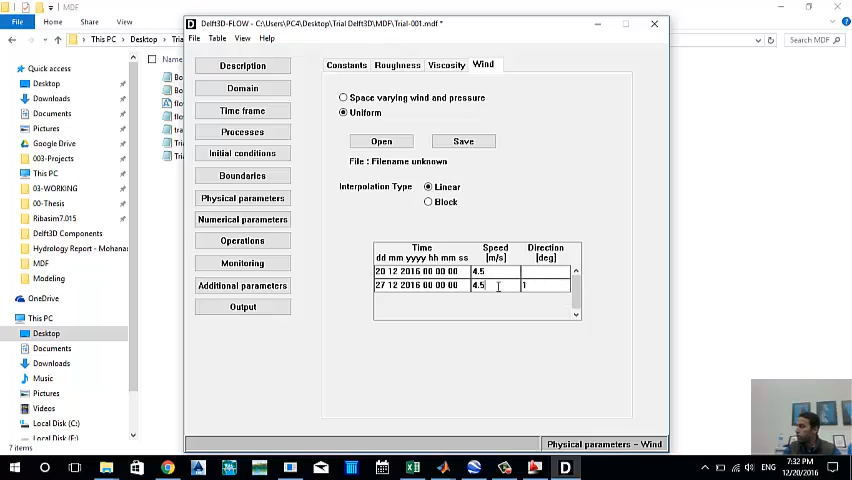 MDF
File
Home
Share
View
This PC
Desktop
Search MDF
Quick access
Desktop
Downloads
Documents
Pictures
Google Drive
003-Projects
This PC
03-WORKING
00-Thesis
Ribasim7.015
Delft3D Components
Hydrology Report - Mohana
MDF
Modeling
OneDrive
This PC
Desktop
Documents
Downloads
Music
Pictures
Videos
Local Disk (C:)
Local Disk (E:)
7 items
Name
D Delft3D-FLOW - C:\Users\PC4\Desktop\Trial Delft3D\MDF\Trial-001.mdf *
File Table View Help
Description
Domain
Time frame
Processes
Initial conditions
Boundaries
Physical parameters
Numerical parameters
Operations
Monitoring
Additional parameters
Output
Constants Roughness Viscosity Wind
Space varying wind and pressure
Uniform
Open Save
File : Filename unknown
Interpolation Type Linear
Block
Time Speed Direction
dd mm yyyy hh mm ss [m/s] [deg]
20 12 2016 00 00 00 4.5
27 12 2016 00 00 00 4.5 1
Physical parameters - Wind
D
ENG
7:32 PM
12/20/2016